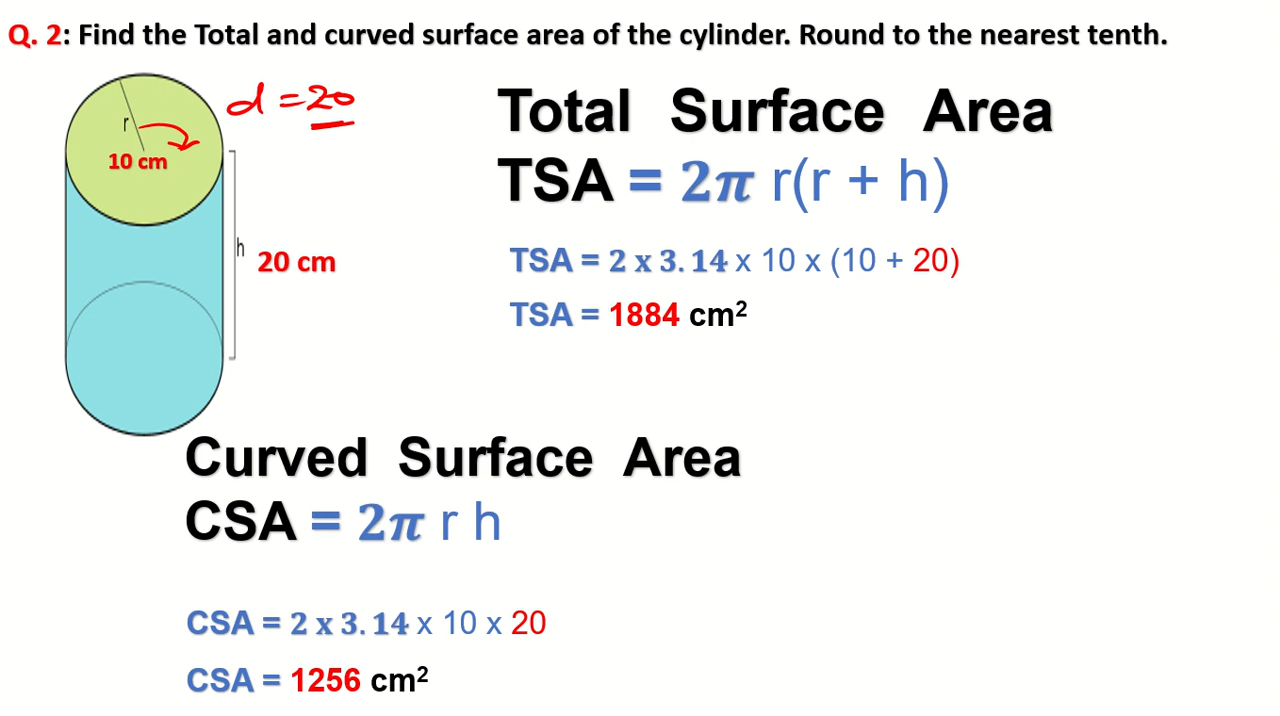 Q. 2: Find the Total and curved surface area of the cylinder. Round to the nearest tenth.
d = 20
r
10 cm
h
20 cm
Total Surface Area
TSA = 2π r(r + h)
TSA = 2 x 3.14 x 10 x (10 + 20)
TSA = 1884 cm²
Curved Surface Area
CSA = 2π r h
CSA = 2 x 3.14 x 10 x 20
CSA = 1256 cm²